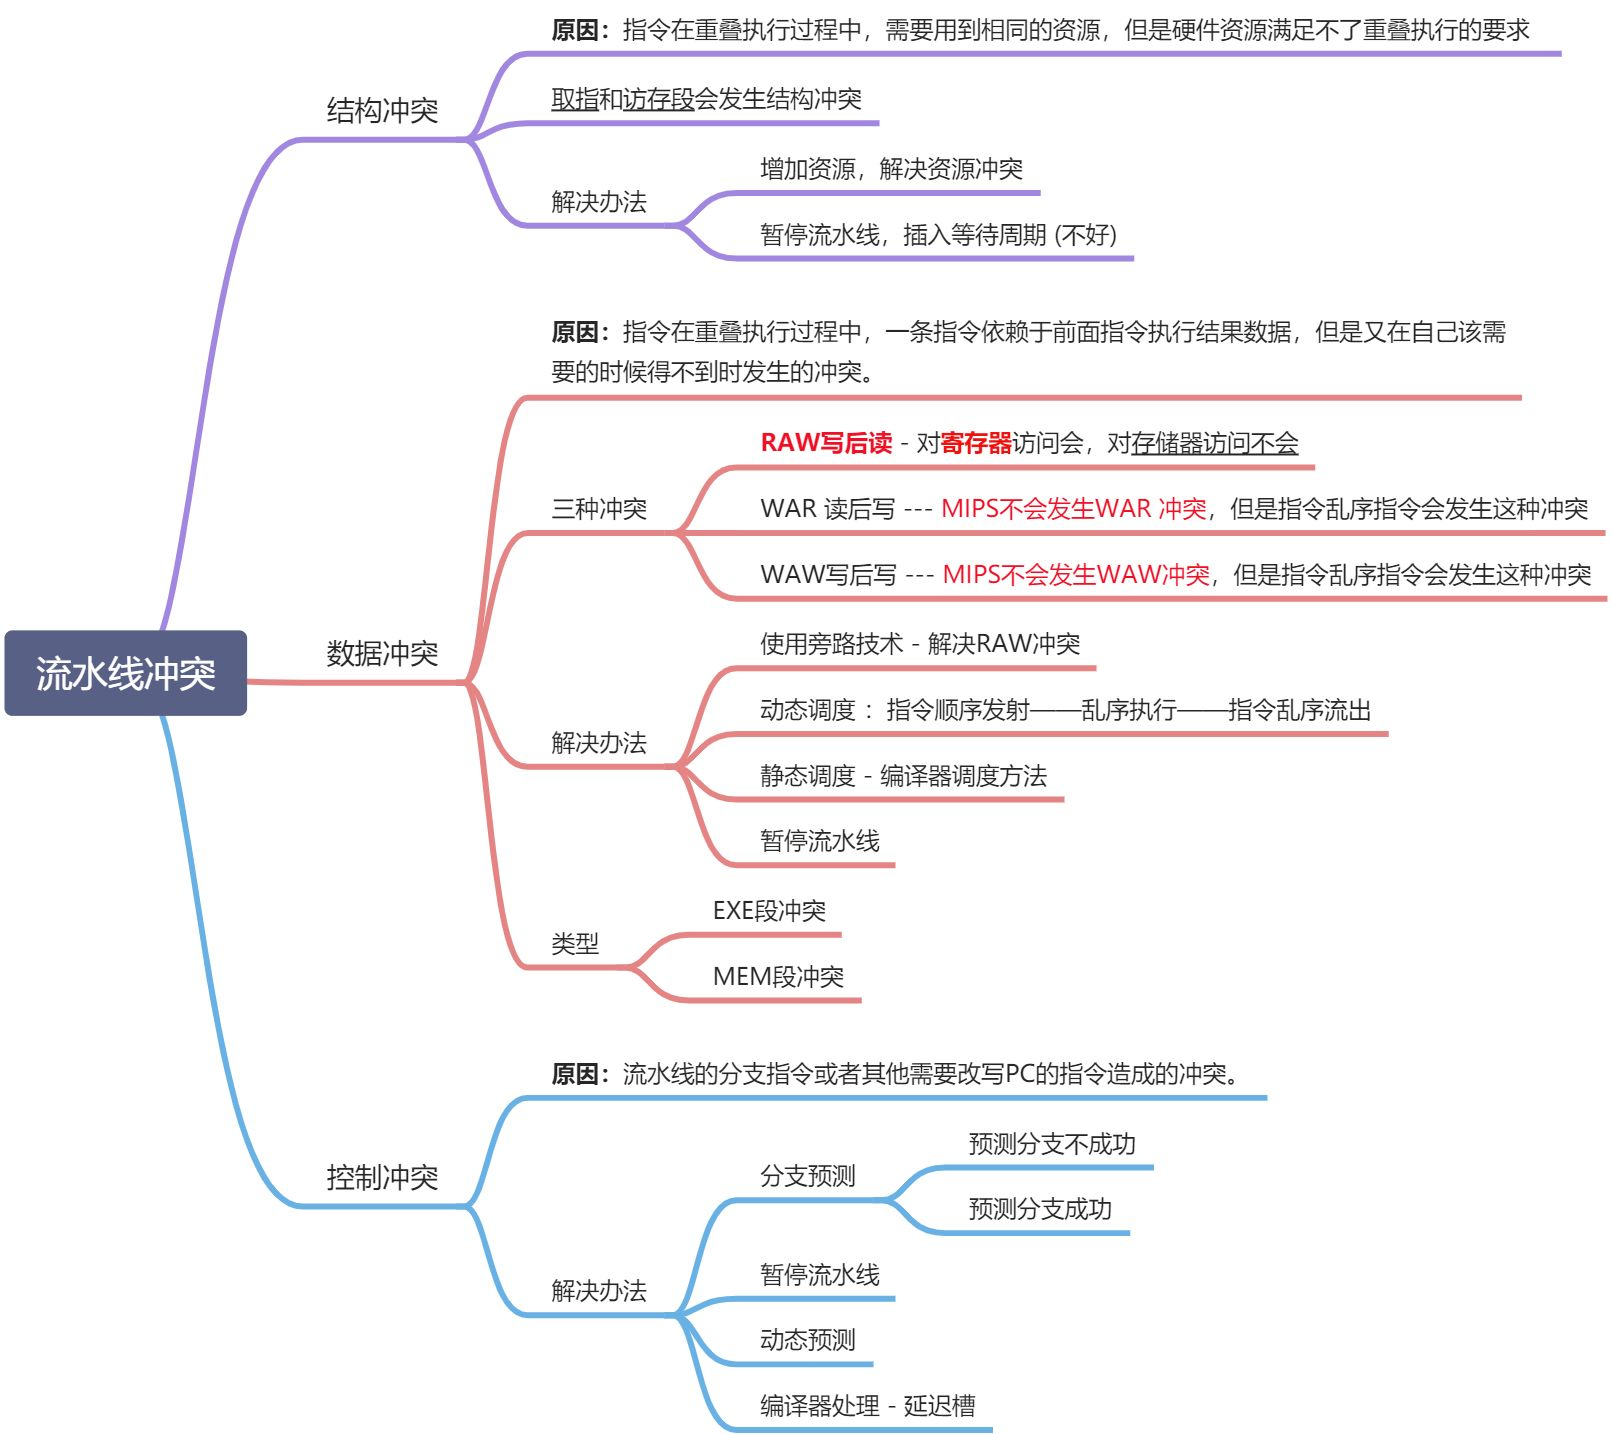 流水线冲突
结构冲突
原因：指令在重叠执行过程中，需要用到相同的资源，但是硬件资源满足不了重叠执行的要求
取指和访存段会发生结构冲突
解决办法
增加资源，解决资源冲突
暂停流水线，插入等待周期 (不好)
数据冲突
原因：指令在重叠执行过程中，一条指令依赖于前面指令执行结果数据，但是又在自己该需
要的时候得不到时发生的冲突。
三种冲突
RAW写后读 - 对寄存器访问会，对存储器访问不会
WAR 读后写 --- MIPS不会发生WAR 冲突，但是指令乱序指令会发生这种冲突
WAW写后写 --- MIPS不会发生WAW冲突，但是指令乱序指令会发生这种冲突
解决办法
使用旁路技术 - 解决RAW冲突
动态调度 ：指令顺序发射——乱序执行——指令乱序流出
静态调度 - 编译器调度方法
暂停流水线
类型
EXE段冲突
MEM段冲突
控制冲突
原因：流水线的分支指令或者其他需要改写PC的指令造成的冲突。
解决办法
分支预测
预测分支不成功
预测分支成功
暂停流水线
动态预测
编译器处理 - 延迟槽